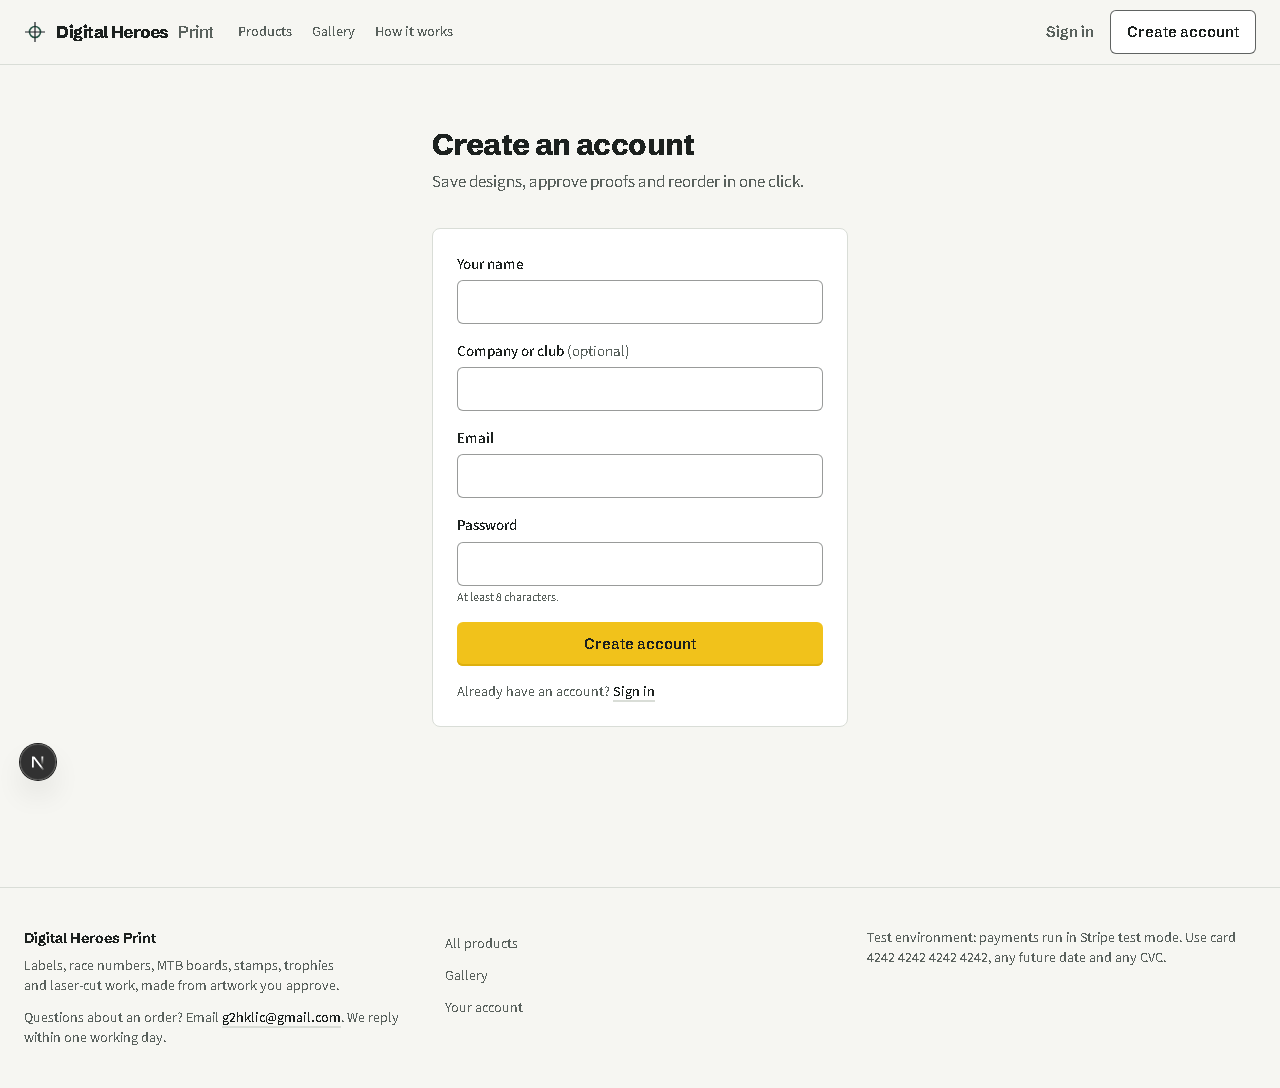 Digital Heroes Print
Products
Gallery
How it works
Sign in
Create account
Create an account
Save designs, approve proofs and reorder in one click.
Your name
Company or club (optional)
Email
Password
At least 8 characters.
Create account
Already have an account? Sign in
N
Digital Heroes Print
Labels, race numbers, MTB boards, stamps, trophies
and laser-cut work, made from artwork you approve.
Questions about an order? Email g2hklic@gmail.com. We reply
within one working day.
All products
Gallery
Your account
Test environment: payments run in Stripe test mode. Use card
4242 4242 4242 4242, any future date and any CVC.